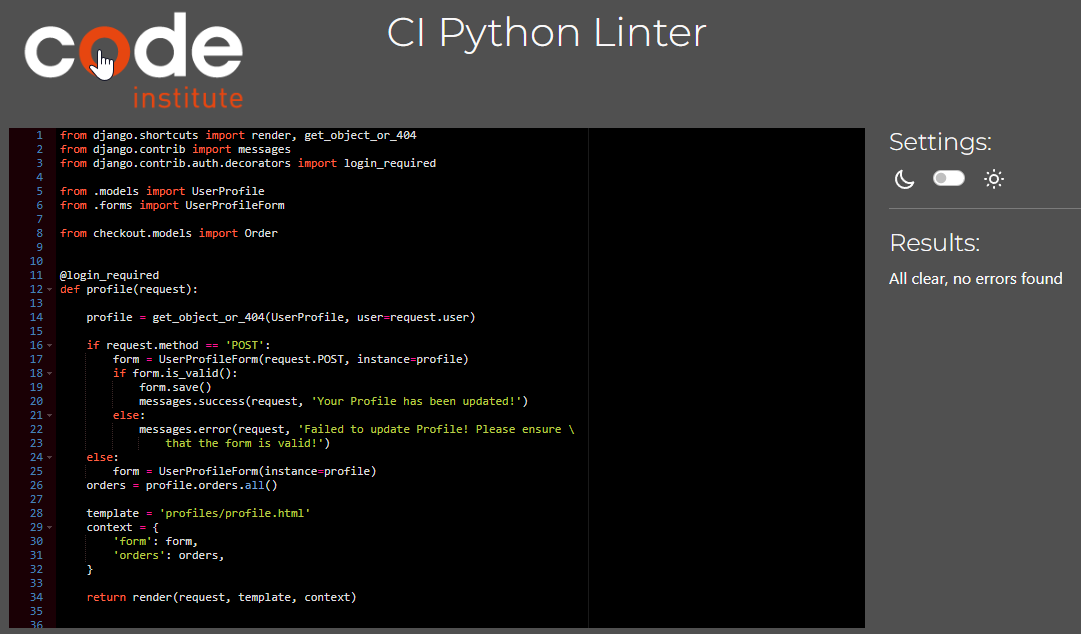 code
institute
CI Python Linter
1 from django.shortcuts import render, get_object_or_404
2 from django.contrib import messages
3 from django.contrib.auth.decorators import login_required
4
5 from .models import UserProfile
6 from .forms import UserProfileForm
7
8 from checkout.models import Order
9
10
11 @login_required
12 def profile(request):
13
14     profile = get_object_or_404(UserProfile, user=request.user)
15
16     if request.method == 'POST':
17         form = UserProfileForm(request.POST, instance=profile)
18         if form.is_valid():
19             form.save()
20             messages.success(request, 'Your Profile has been updated!')
21         else:
22             messages.error(request, 'Failed to update Profile! Please ensure \
23                 that the form is valid!')
24     else:
25         form = UserProfileForm(instance=profile)
26     orders = profile.orders.all()
27
28     template = 'profiles/profile.html'
29     context = {
30         'form': form,
31         'orders': orders,
32     }
33
34     return render(request, template, context)
35
36
Settings:
Results:
All clear, no errors found